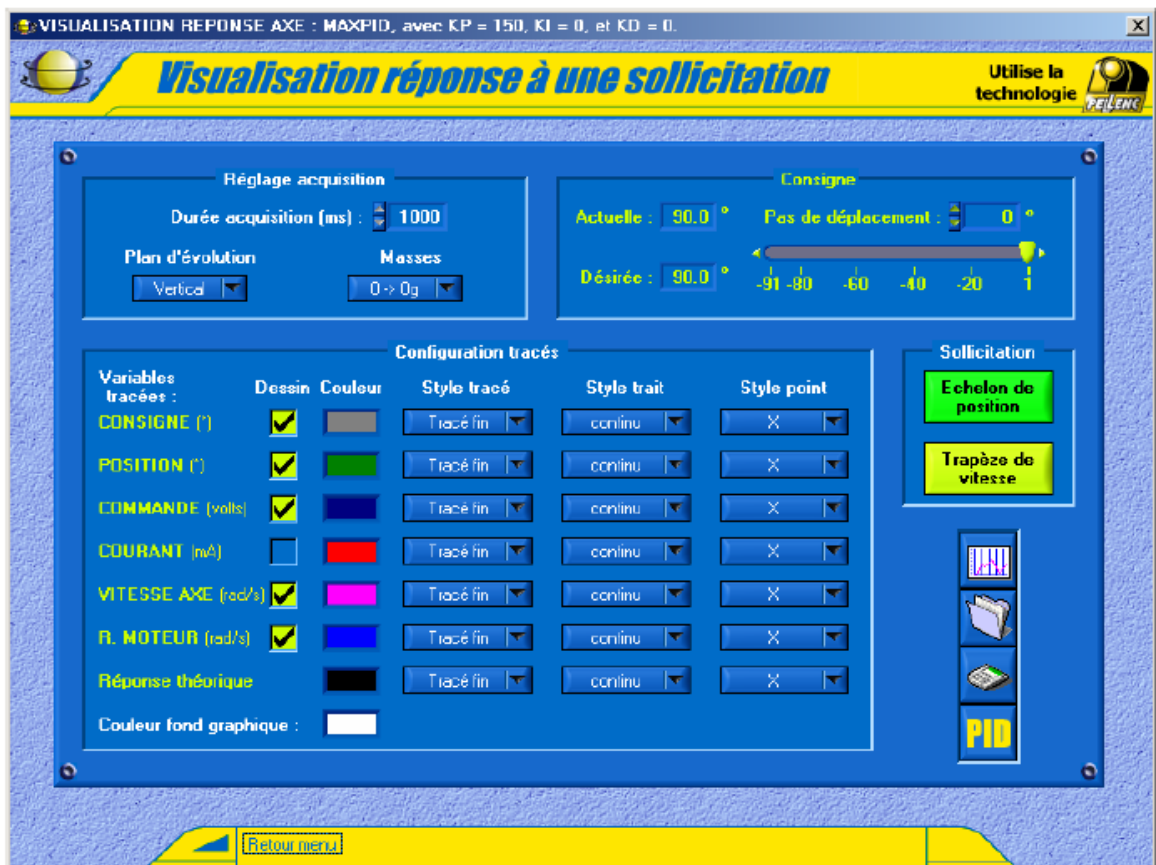 VISUALISATION REPONSE AXE : MAXPID, avec KP = 150, KI = 0, et KD = 0.
Visualisation réponse à une sollicitation
Utilise la
technologie
PELLENC
Réglage acquisition
Durée acquisition (ms) : 1000
Plan d'évolution Masses
Vertical 0 -> 0g
Consigne
Actuelle : 90.0 ° Pas de déplacement : 0 °
Désirée : 90.0 °
-91 -80 -60 -40 -20 1
Configuration tracés
Variables
tracées :
Dessin Couleur Style tracé Style trait Style point
CONSIGNE (°) Tracé fin continu X
POSITION (°) Tracé fin continu X
COMMANDE (volts) Tracé fin continu X
COURANT (mA) Tracé fin continu X
VITESSE AXE (rad/s) Tracé fin continu X
R. MOTEUR (rad/s) Tracé fin continu X
Réponse théorique Tracé fin continu X
Couleur fond graphique :
Sollicitation
Echelon de
position
Trapèze de
vitesse
PID
Retour menu